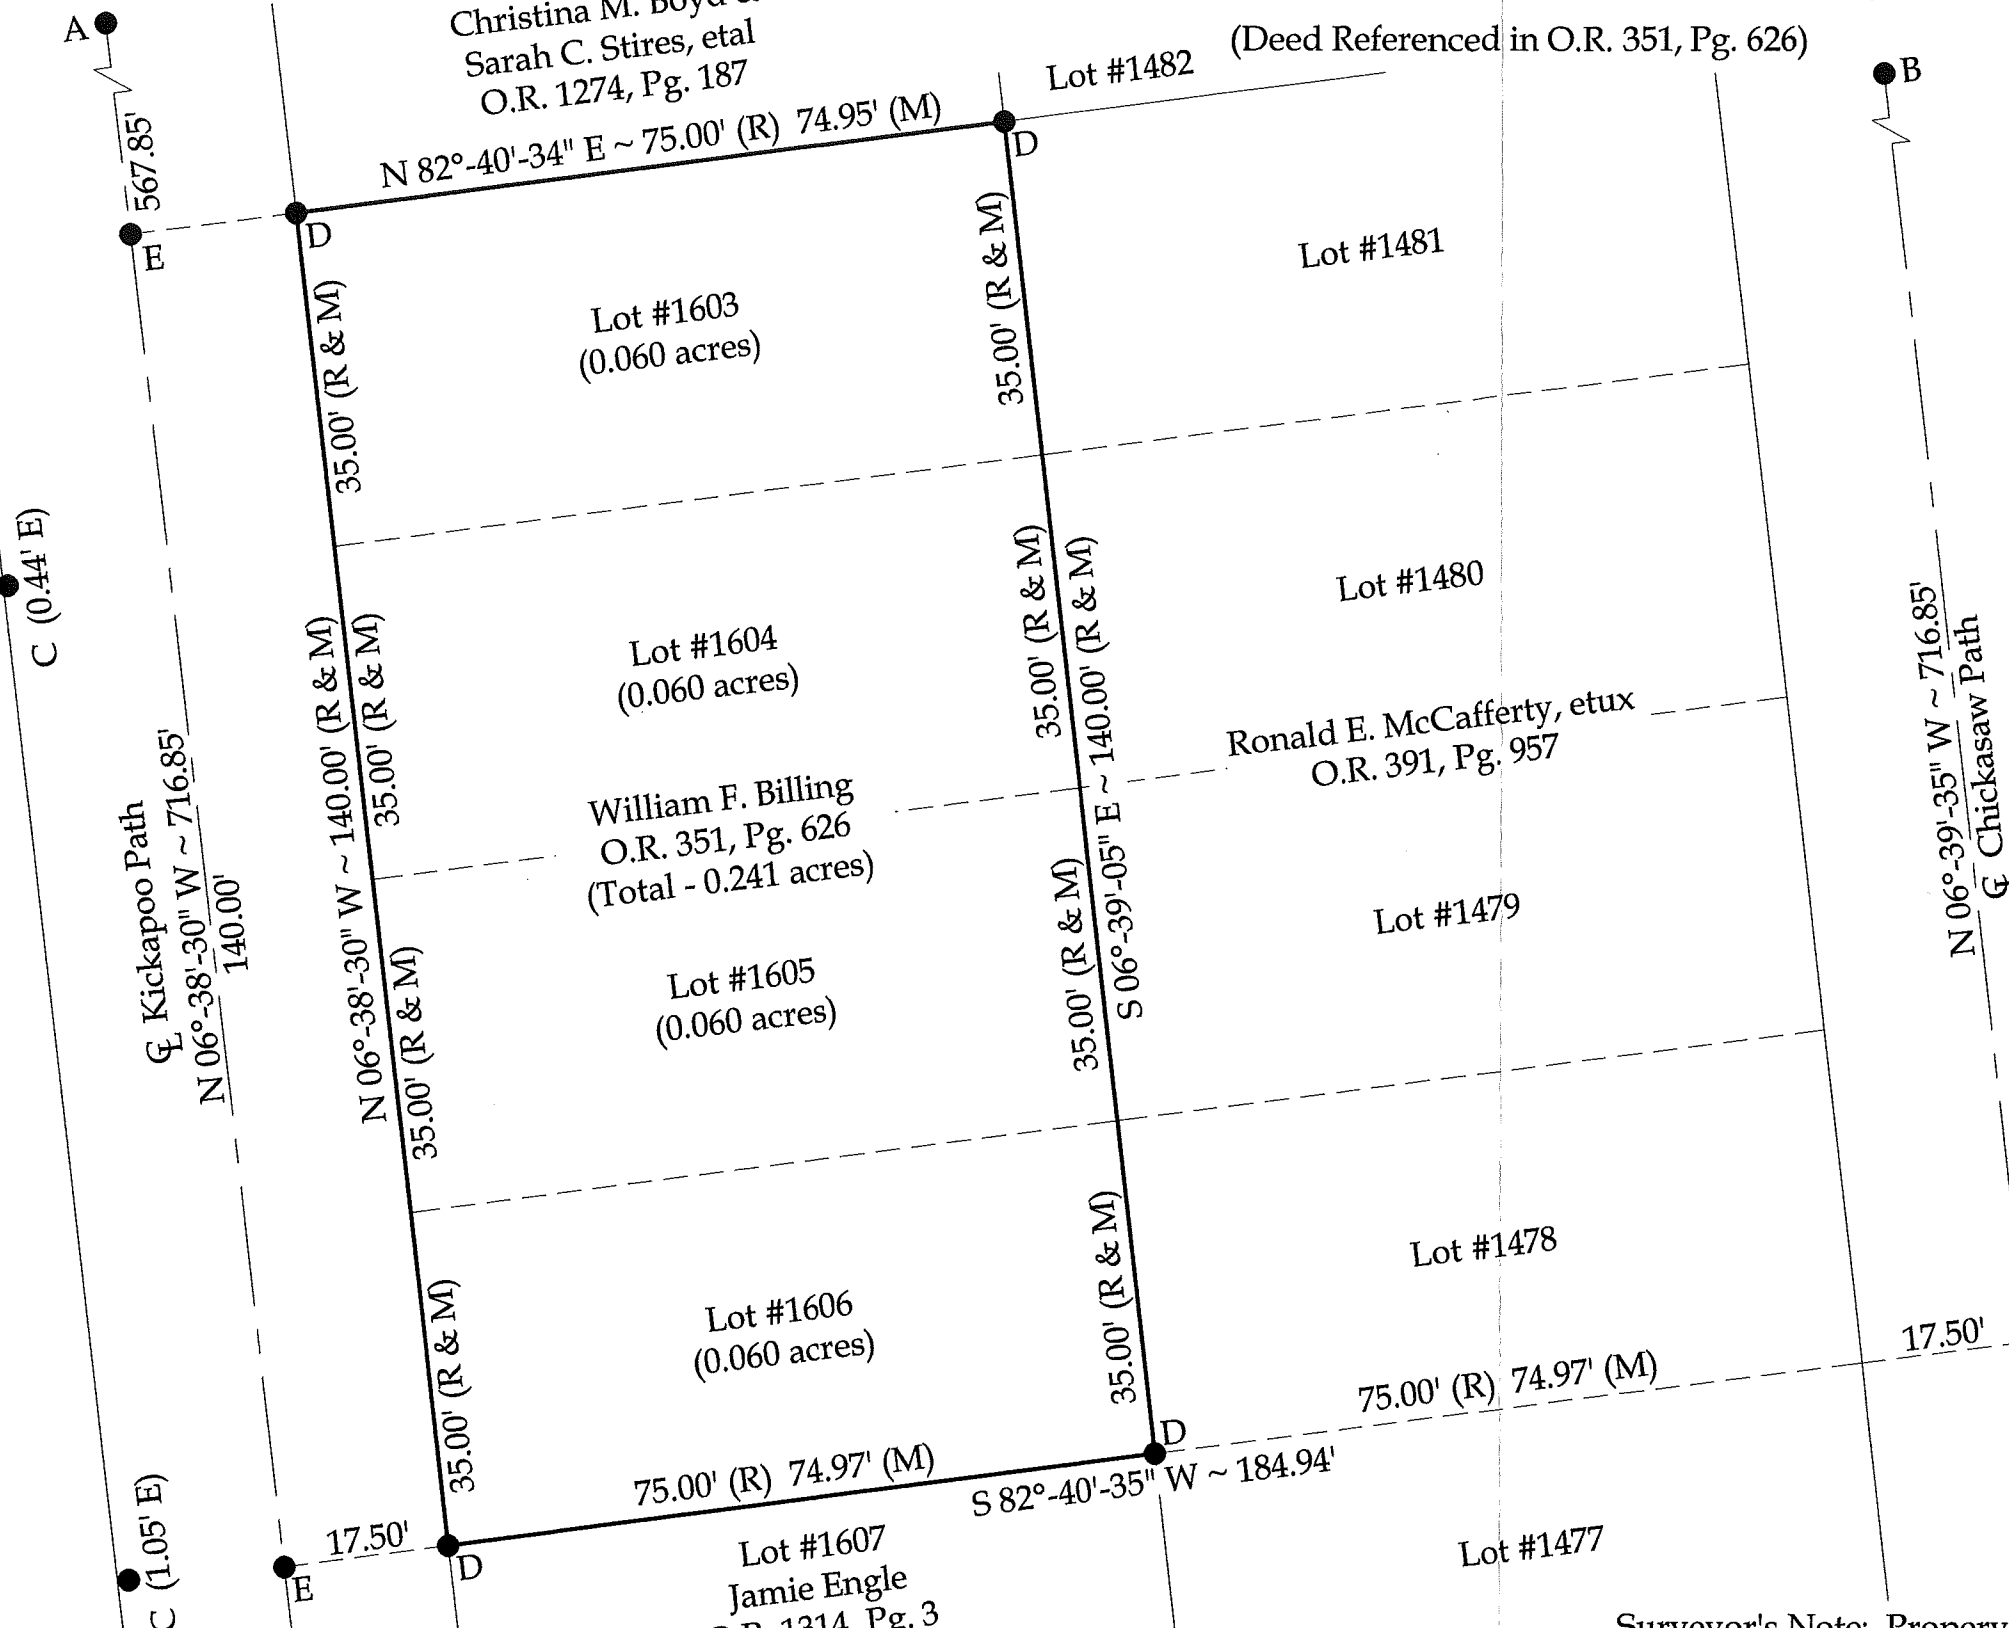 A
Christina M. Boyd &
Sarah C. Stires, etal
O.R. 1274, Pg. 187
Lot #1482
(Deed Referenced in O.R. 351, Pg. 626)
B
567.85'
N 82°-40'-34" E ~ 75.00' (R) 74.95' (M)
D
D
E
35.00' (R & M)
Lot #1603
(0.060 acres)
35.00' (R & M)
Lot #1481
C (0.44' E)
35.00' (R & M)
Lot #1604
(0.060 acres)
35.00' (R & M)
Lot #1480
N 06°-38'-30" W ~ 140.00' (R & M)
S 06°-39'-05" E ~ 140.00' (R & M)
William F. Billing
O.R. 351, Pg. 626
(Total - 0.241 acres)
Ronald E. McCafferty, etux
O.R. 391, Pg. 957
N 06°-39'-35" W ~ 716.85'
℄ Chickasaw Path
℄ Kickapoo Path
N 06°-38'-30" W ~ 716.85'
140.00'
35.00' (R & M)
Lot #1605
(0.060 acres)
35.00' (R & M)
Lot #1479
35.00' (R & M)
Lot #1606
(0.060 acres)
35.00' (R & M)
Lot #1478
17.50'
75.00' (R) 74.97' (M)
D
75.00' (R) 74.97' (M)
S 82°-40'-35" W ~ 184.94'
C (1.05' E)
17.50'
E
D
Lot #1607
Jamie Engle
O.R. 1314, Pg. 3
Lot #1477
Surveyor's Note: Propery